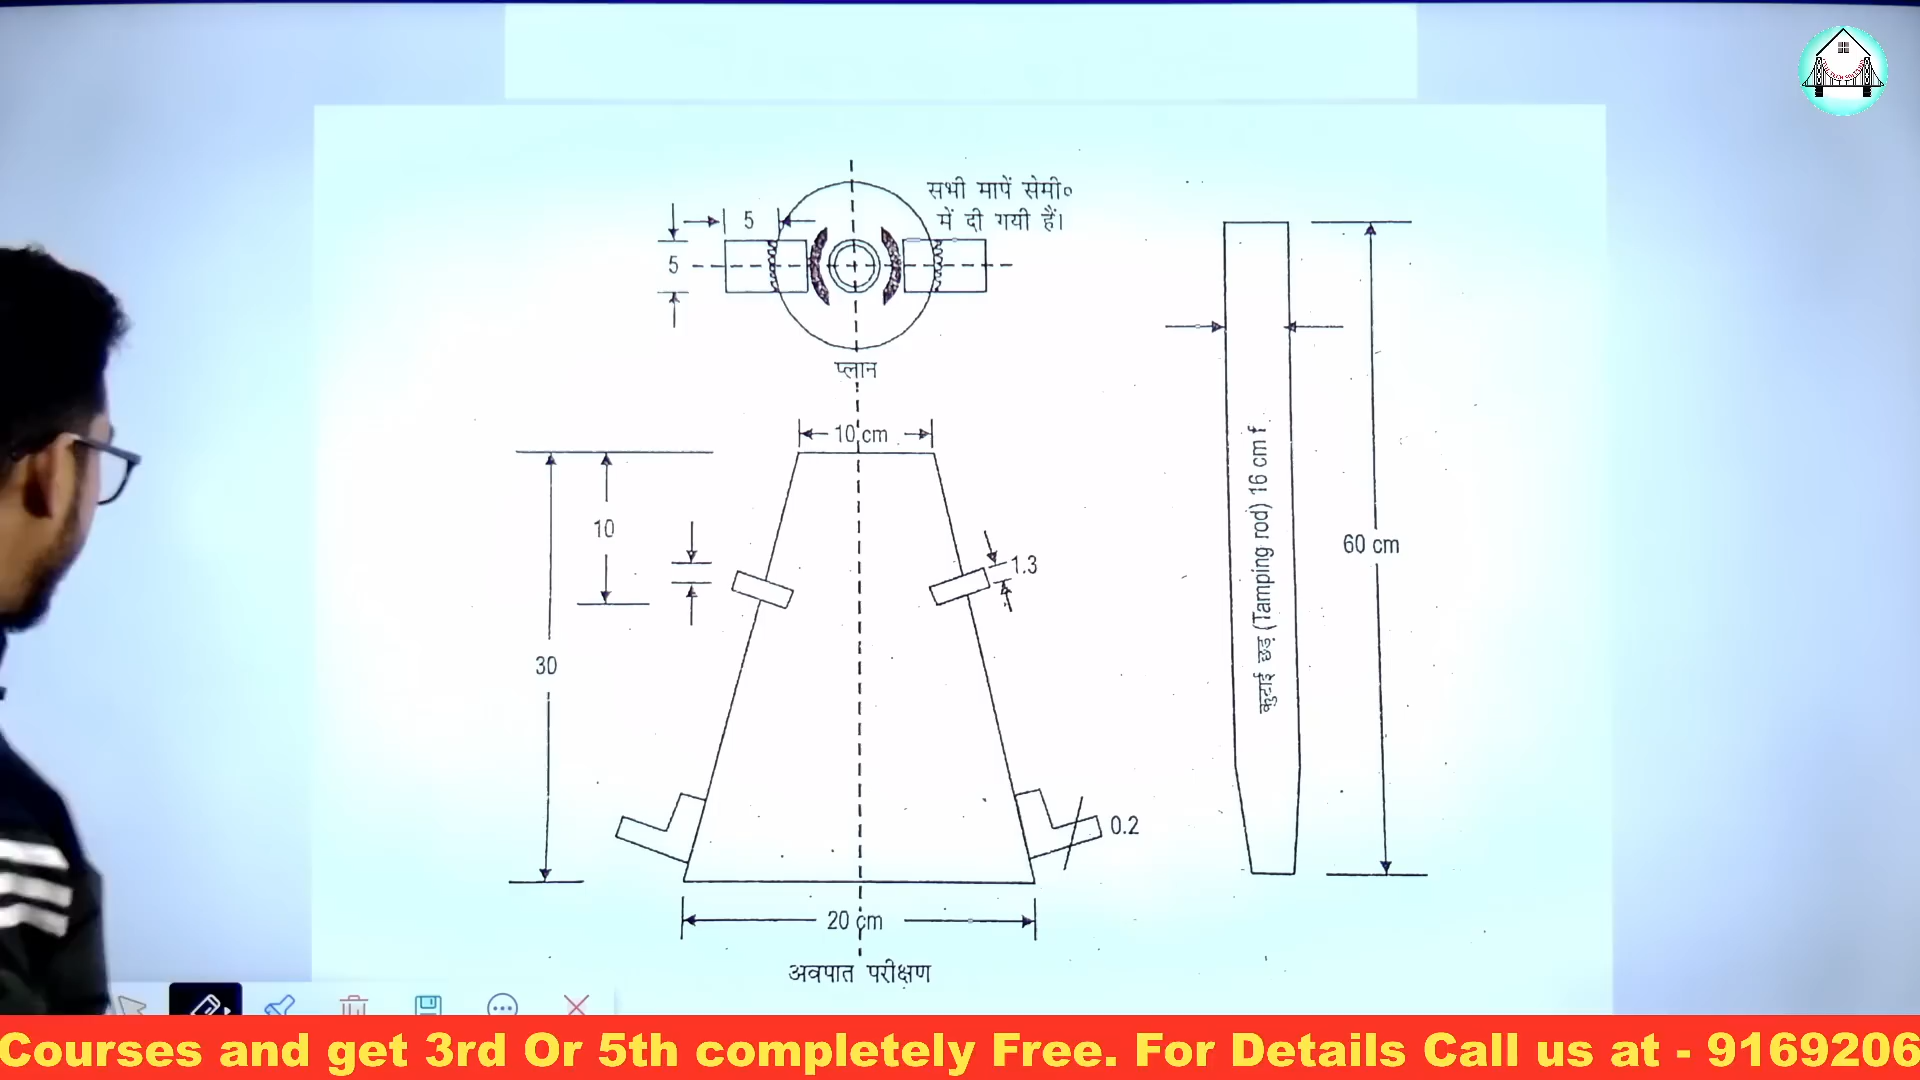 सभी मापें सेमी०
में दी गयी हैं।
5
5
प्लान
10 cm
10
1.3
30
0.2
20 cm
अवपात परीक्षण
कुटाई छड़ (Tamping rod) 16 cm f
60 cm
Courses and get 3rd Or 5th completely Free. For Details Call us at - 9169206